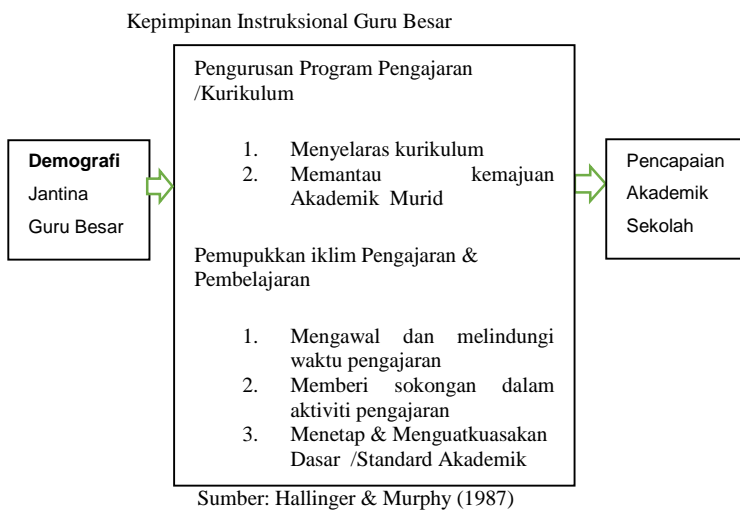 Kepimpinan Instruksional Guru Besar
Demografi
Jantina
Guru Besar
Pengurusan Program Pengajaran
/Kurikulum
1. Menyelaras kurikulum
2. Memantau kemajuan
Akademik Murid
Pemupukkan iklim Pengajaran &
Pembelajaran
1. Mengawal dan melindungi
waktu pengajaran
2. Memberi sokongan dalam
aktiviti pengajaran
3. Menetap & Menguatkuasakan
Dasar /Standard Akademik
Pencapaian
Akademik
Sekolah
Sumber: Hallinger & Murphy (1987)